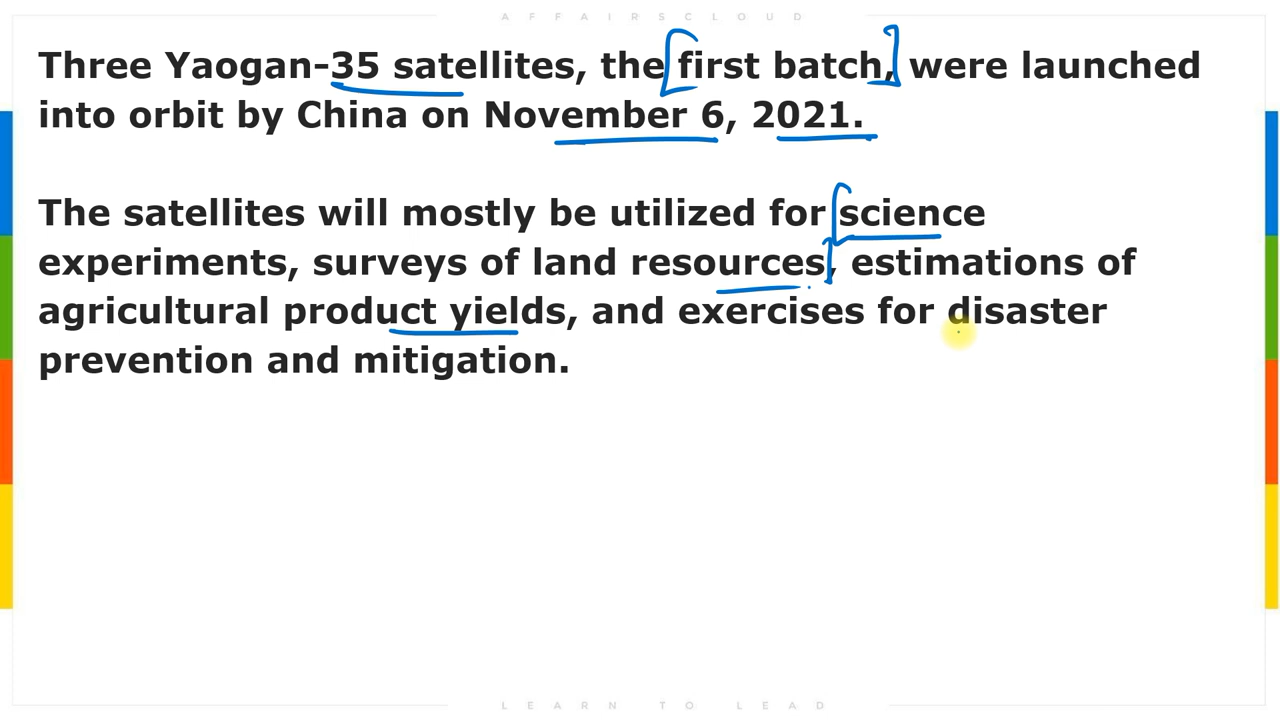 AFFAIRSCLOUD
Three Yaogan-35 satellites, the first batch, were launched
into orbit by China on November 6, 2021.
The satellites will mostly be utilized for science
experiments, surveys of land resources, estimations of
agricultural product yields, and exercises for disaster
prevention and mitigation.
LEARN TO LEAD